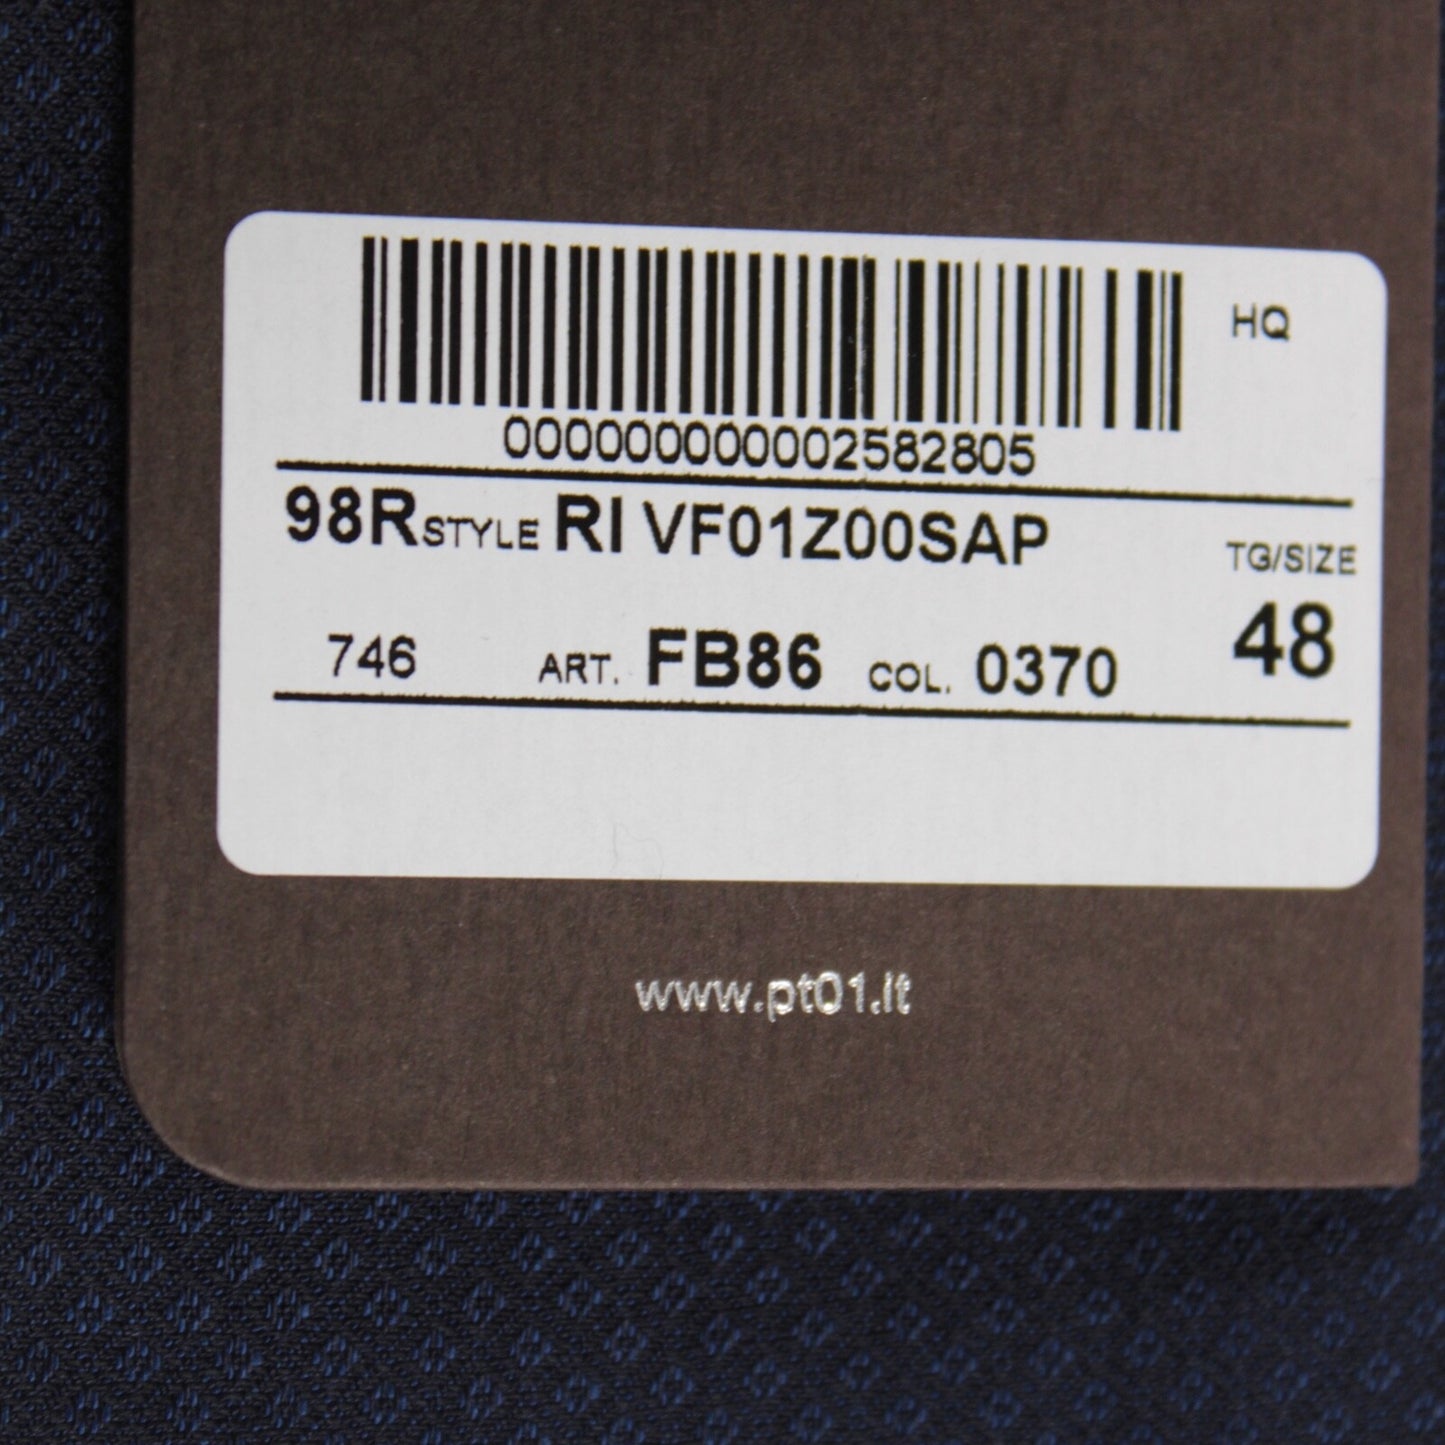 HQ
000000000002582805
98R STYLE RI VF01Z00SAP
TG/SIZE
48
746 ART. FB86 COL. 0370
www.pt01.it